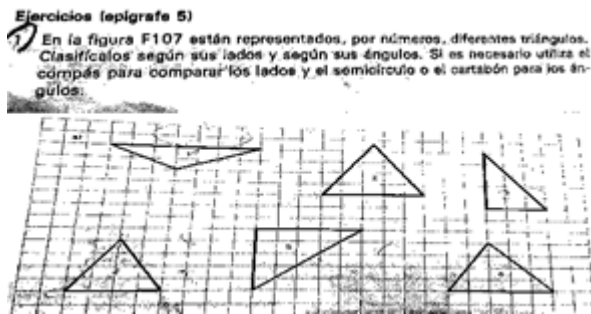 Ejercicios (epígrafe 5)
1 En la figura F107 están representados, por números, diferentes triángulos.
Clasifícalos según sus lados y según sus ángulos. Si es necesario utiliza el
compás para comparar los lados y el semicírculo o el cartabón para los án-
gulos.